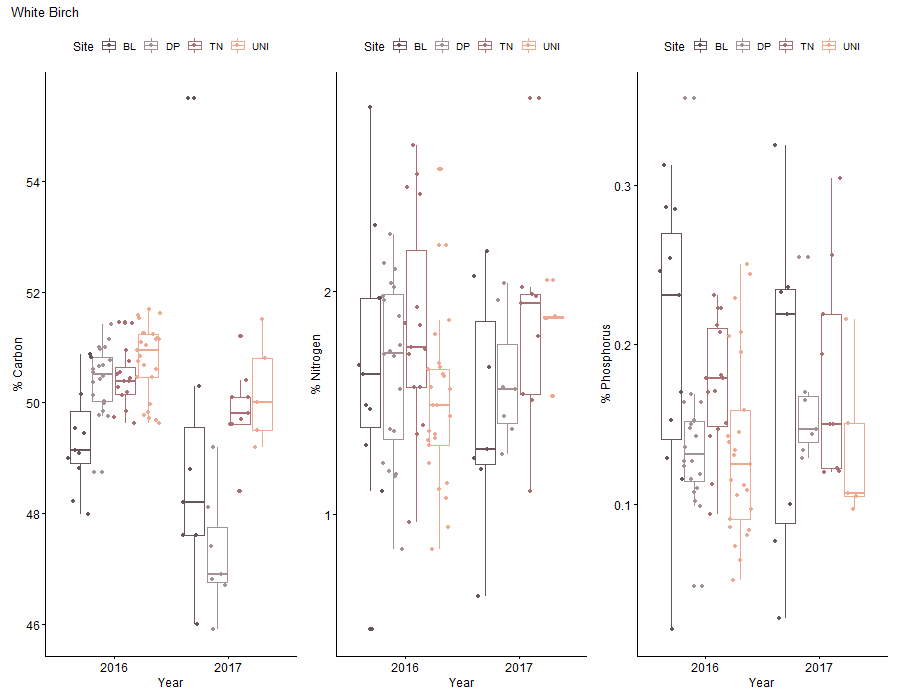 White Birch
Site BL DP TN UNI
Site BL DP TN UNI
Site BL DP TN UNI
% Carbon
54
52
50
48
46
2016 2017
Year
% Nitrogen
2
1
2016 2017
Year
% Phosphorus
0.3
0.2
0.1
2016 2017
Year